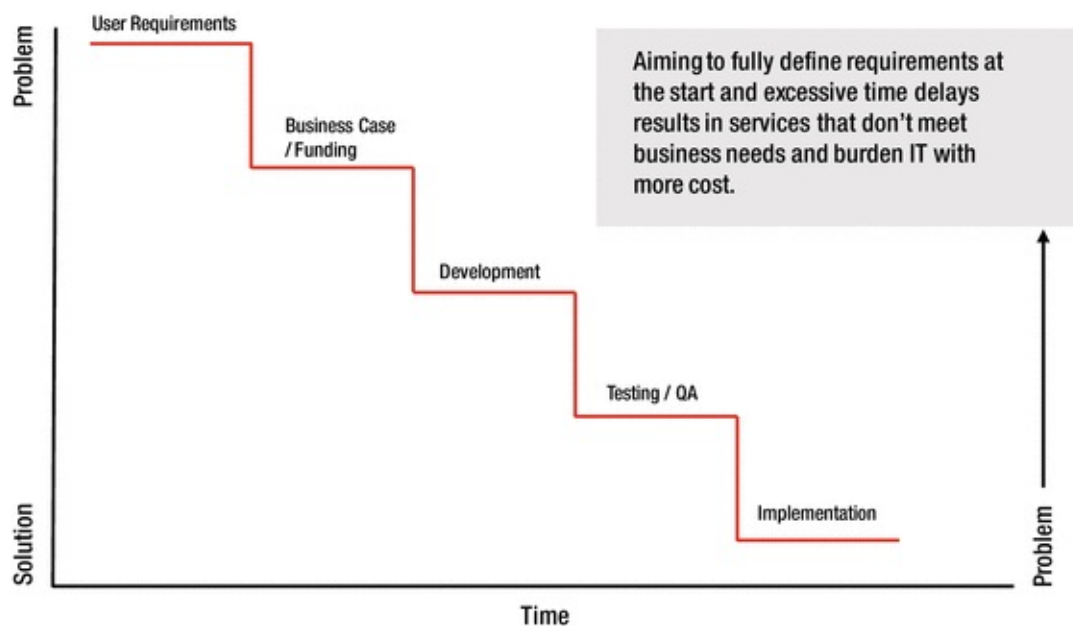 User Requirements
Problem
Aiming to fully define requirements at
the start and excessive time delays
results in services that don't meet
business needs and burden IT with
more cost.
Business Case
/ Funding
Development
Testing / QA
Implementation
Solution
Problem
Time